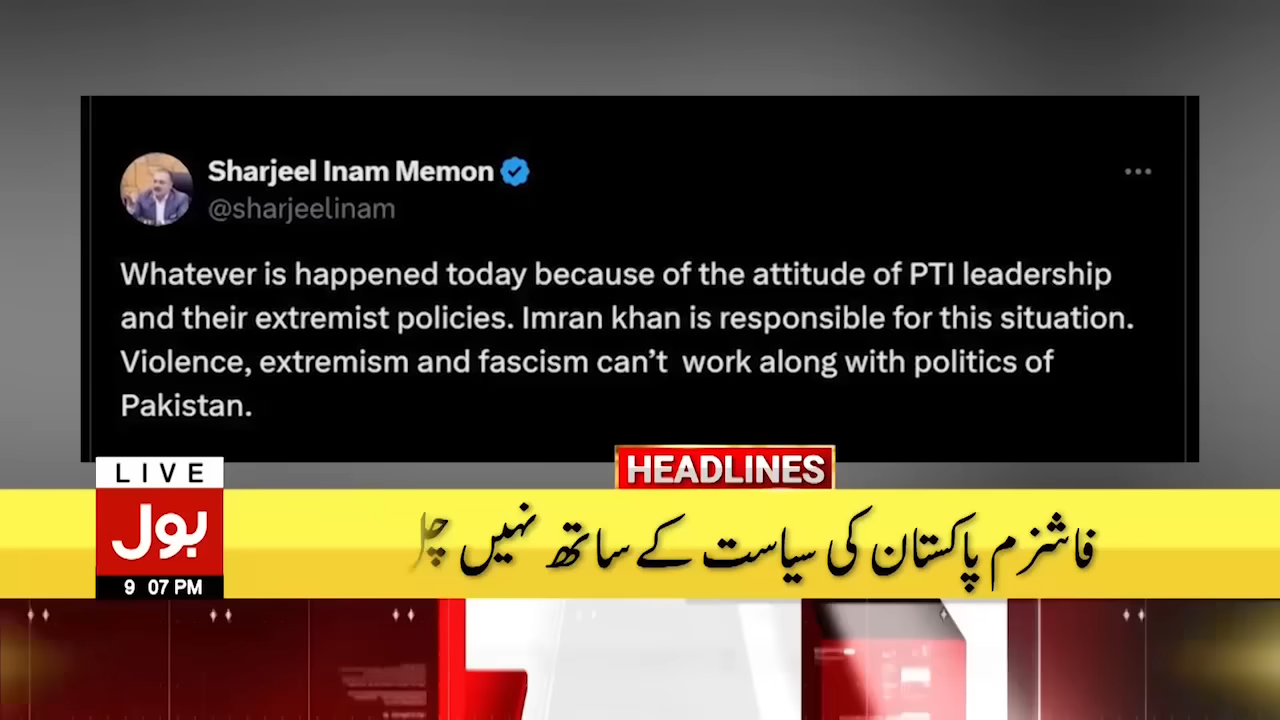 Sharjeel Inam Memon
@sharjeelinam
Whatever is happened today because of the attitude of PTI leadership
and their extremist policies. Imran khan is responsible for this situation.
Violence, extremism and fascism can’t work along with politics of
Pakistan.
LIVE
HEADLINES
بول
فاشزم پاکستان کی سیاست کے ساتھ نہیں
9 07 PM